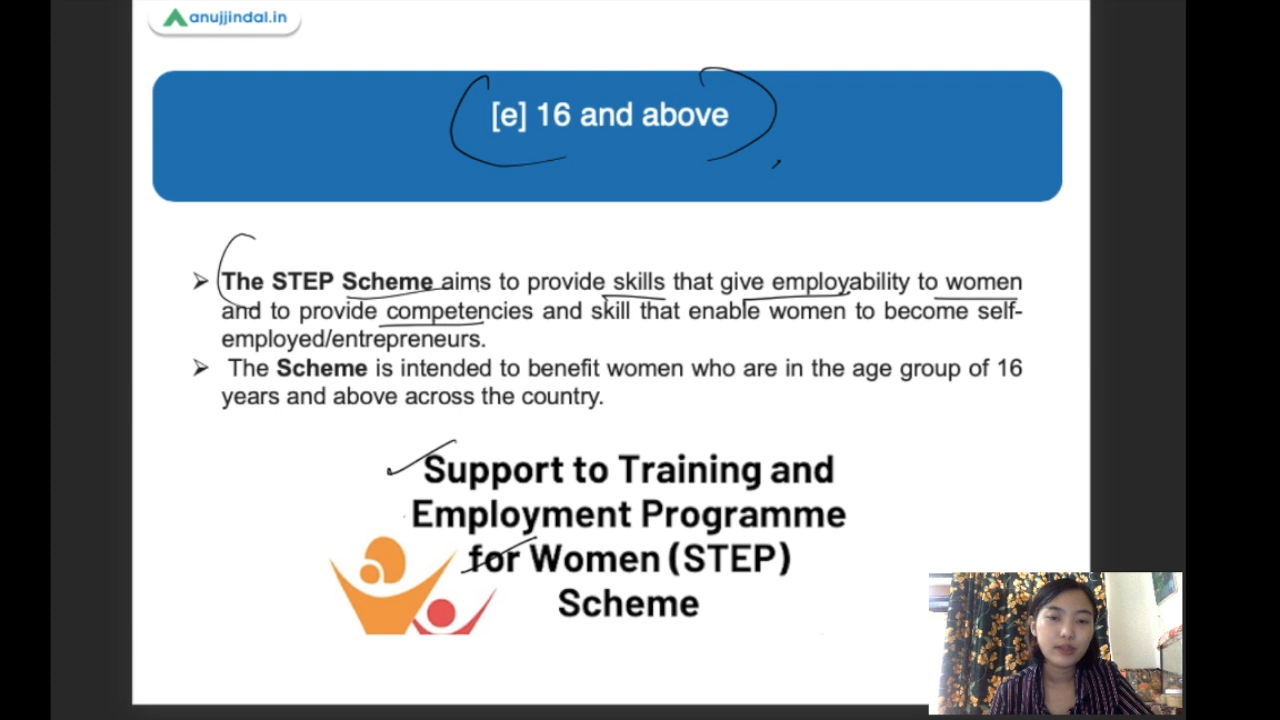 anujjindal.in
[e] 16 and above
➢ The STEP Scheme aims to provide skills that give employability to women
and to provide competencies and skill that enable women to become self-
employed/entrepreneurs.
➢ The Scheme is intended to benefit women who are in the age group of 16
years and above across the country.
Support to Training and
Employment Programme
for Women (STEP)
Scheme